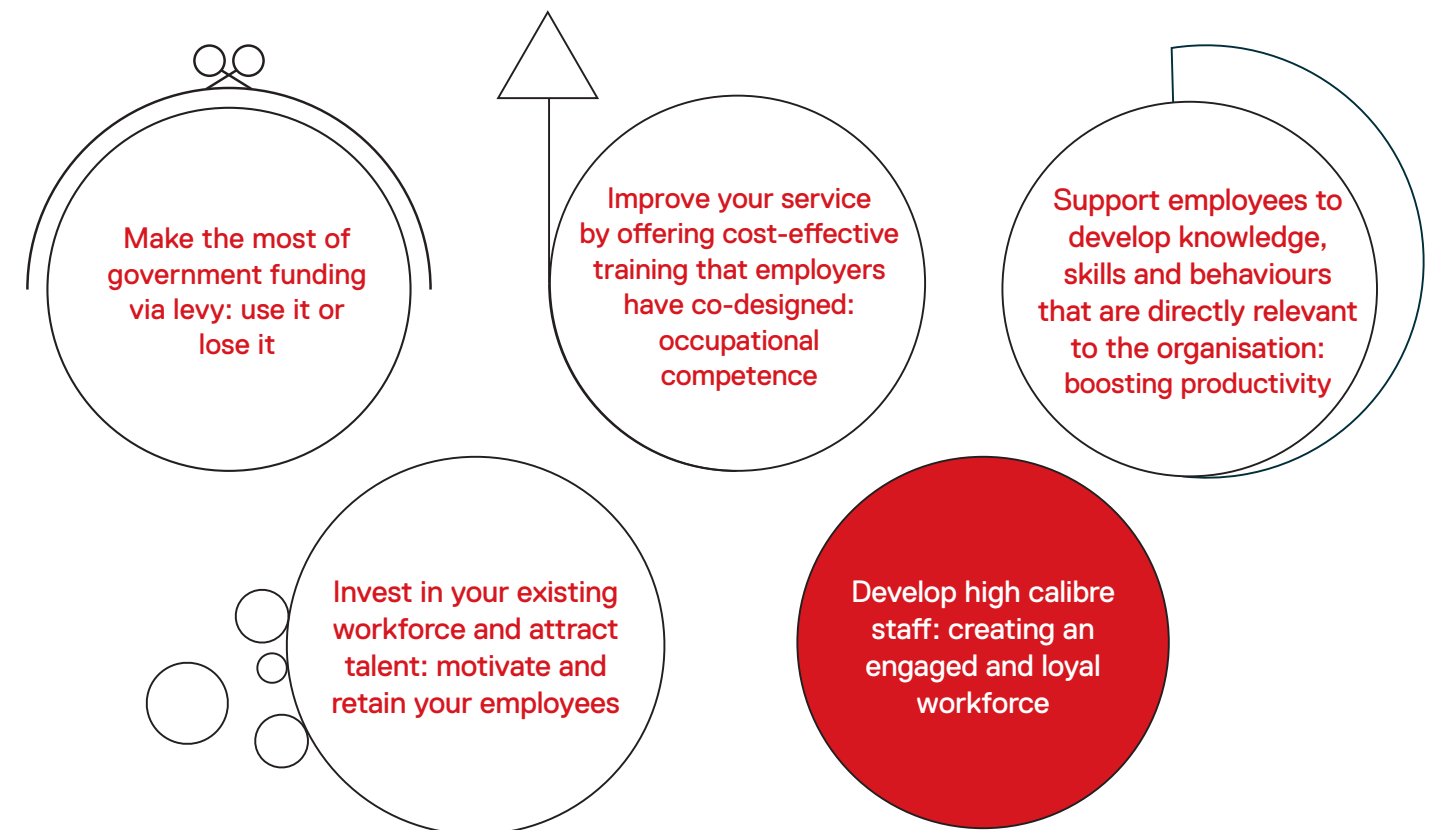 Make the most of
government funding
via levy: use it or
lose it
Improve your service
by offering cost-effective
training that employers
have co-designed:
occupational
competence
Support employees to
develop knowledge,
skills and behaviours
that are directly relevant
to the organisation:
boosting productivity
Invest in your existing
workforce and attract
talent: motivate and
retain your employees
Develop high calibre
staff: creating an
engaged and loyal
workforce